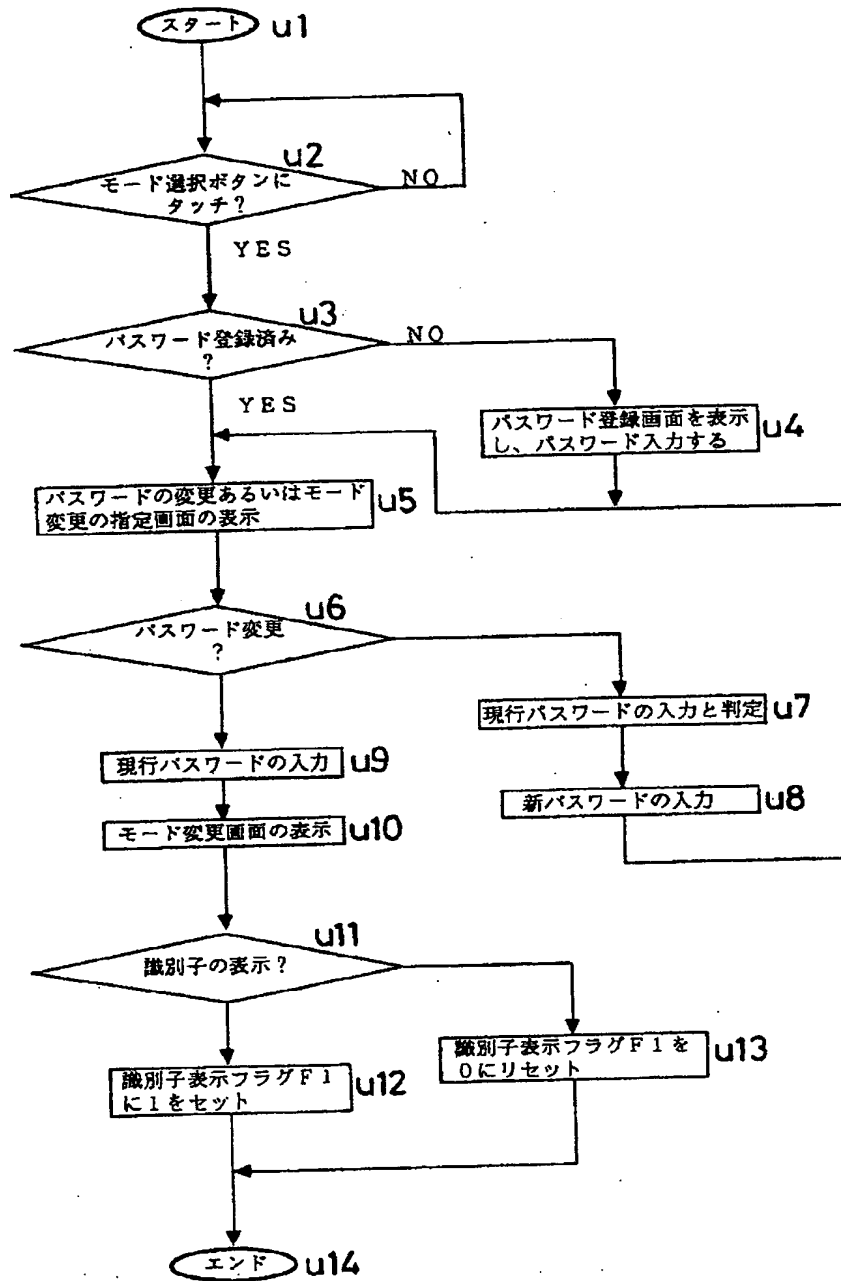 スタート u1
u2
モード選択ボタンに
タッチ?
NO
YES
u3
パスワード登録済み
?
NO
YES
パスワード登録画面を表示
し、パスワード入力する
u4
パスワードの変更あるいはモード
変更の指定画面の表示
u5
u6
パスワード変更
?
現行パスワードの入力と判定 u7
現行パスワードの入力 u9
新パスワードの入力 u8
モード変更画面の表示 u10
u11
識別子の表示?
識別子表示フラグF1を
0にリセット
u13
識別子表示フラグF1
に1をセット
u12
エンド u14